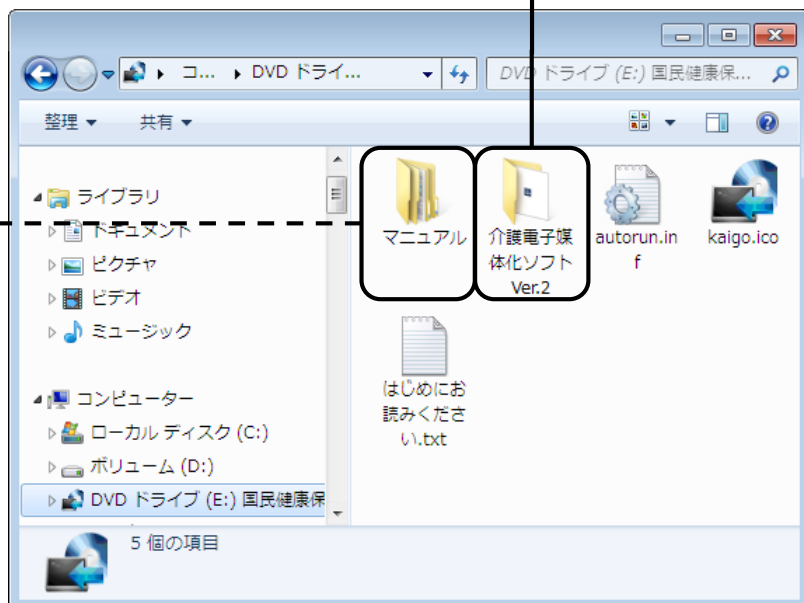 コ... DVD ドライ...
DVD ドライブ (E:) 国民健康保...
整理 共有
ライブラリ
ドキュメント
ピクチャ
ビデオ
ミュージック
コンピューター
ローカル ディスク (C:)
ボリューム (D:)
DVD ドライブ (E:) 国民健康保
マニュアル
介護電子媒
体化ソフト
Ver.2
autorun.in
f
kaigo.ico
はじめにお
読みくださ
い.txt
5 個の項目